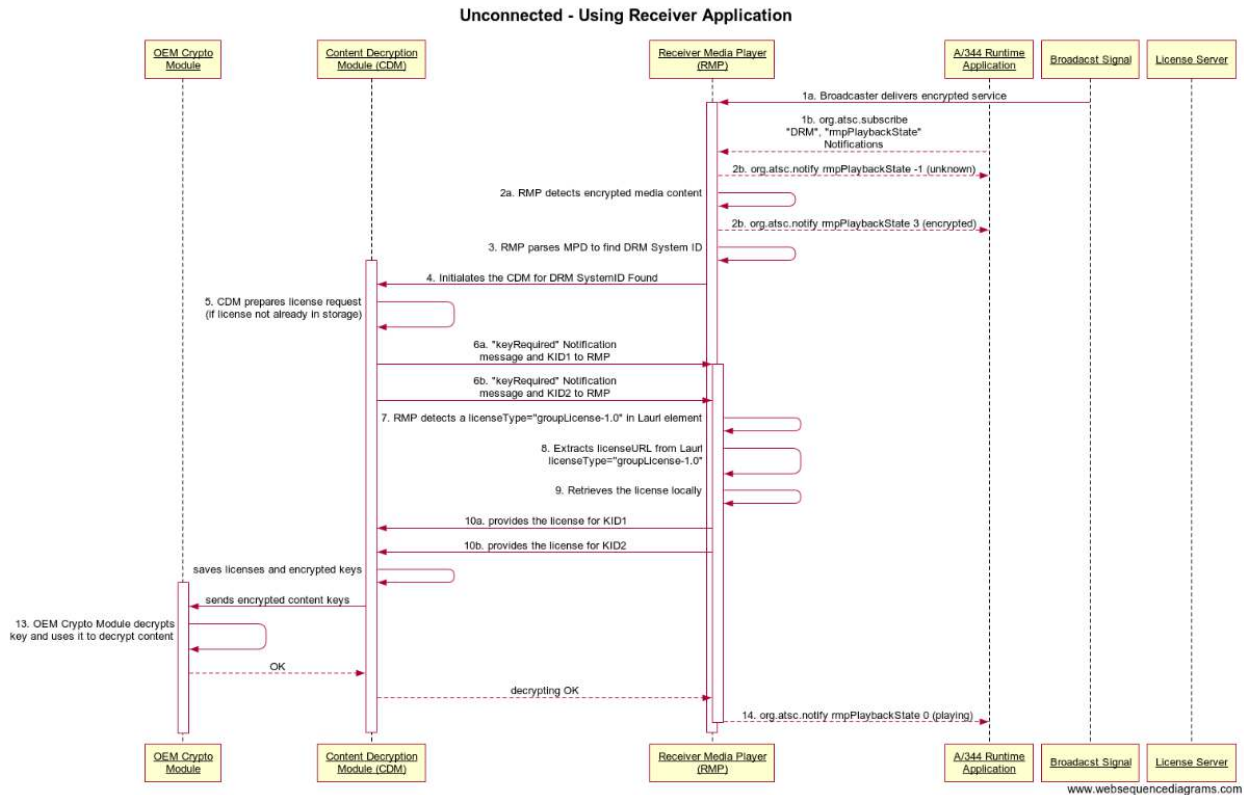 Unconnected - Using Receiver Application
OEM Crypto
Module
Content Decryption
Module (CDM)
Receiver Media Player
(RMP)
A/344 Runtime
Application
Broadacst Signal
License Server
1a. Broadcaster delivers encrypted service
1b. org.atsc.subscribe
"DRM", "rmpPlaybackState"
Notifications
2b. org.atsc.notify rmpPlaybackState -1 (unknown)
2a. RMP detects encrypted media content
2b. org.atsc.notify rmpPlaybackState 3 (encrypted)
3. RMP parses MPD to find DRM System ID
4. Initialates the CDM for DRM SystemID Found
5. CDM prepares license request
(if license not already in storage)
6a. "keyRequired" Notification
message and KID1 to RMP
6b. "keyRequired" Notification
message and KID2 to RMP
7. RMP detects a licenseType="groupLicense-1.0" in Laurl element
8. Extracts licenseURL from Laurl
licenseType="groupLicense-1.0"
9. Retrieves the license locally
10a. provides the license for KID1
10b. provides the license for KID2
saves licenses and encrypted keys
sends encrypted content keys
13. OEM Crypto Module decrypts
key and uses it to decrypt content
OK
decrypting OK
14. org.atsc.notify rmpPlaybackState 0 (playing)
OEM Crypto
Module
Content Decryption
Module (CDM)
Receiver Media Player
(RMP)
A/344 Runtime
Application
Broadacst Signal
License Server
www.websequencediagrams.com